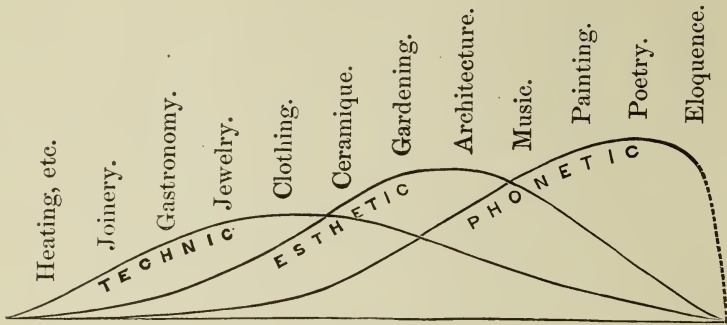 Heating, etc.
Joinery.
Gastronomy.
Jewelry.
Clothing.
Ceramique.
Gardening.
Architecture.
Music.
Painting.
Poetry.
Eloquence.
TECHNIC
ESTHETIC
PHONETIC